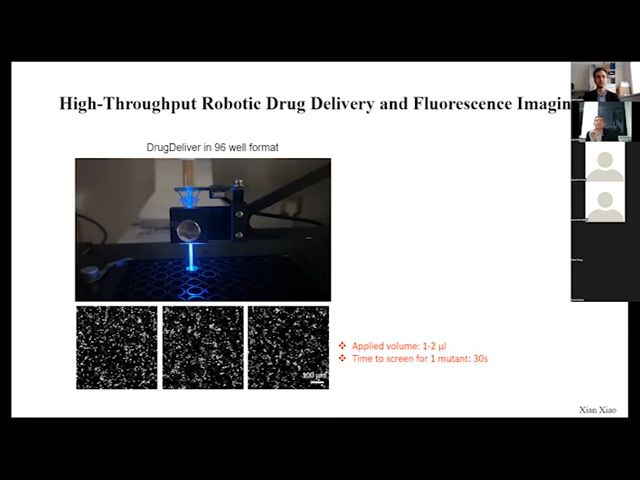 High-Throughput Robotic Drug Delivery and Fluorescence Imagin
DrugDeliver in 96 well format
100 µm
❖ Applied volume: 1-2 µl
❖ Time to screen for 1 mutant: 30s
Xian Xiao